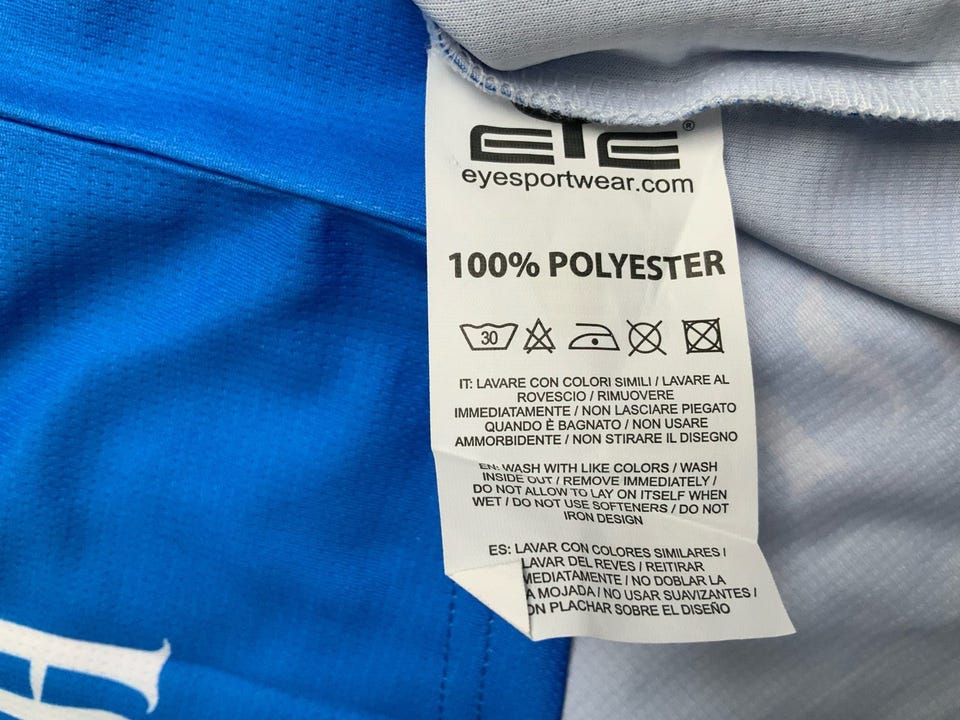 EYE®
eyesportwear.com
100% POLYESTER
30
IT: LAVARE CON COLORI SIMILI / LAVARE AL
ROVESCIO / RIMUOVERE
IMMEDIATAMENTE / NON LASCIARE PIEGATO
QUANDO È BAGNATO / NON USARE
AMMORBIDENTE / NON STIRARE IL DISEGNO
EN: WASH WITH LIKE COLORS / WASH
INSIDE OUT / REMOVE IMMEDIATELY /
DO NOT ALLOW TO LAY ON ITSELF WHEN
WET / DO NOT USE SOFTENERS / DO NOT
IRON DESIGN
ES: LAVAR CON COLORES SIMILARES /
LAVAR DEL REVES / REITIRAR
MEDIATAMENTE / NO DOBLAR LA
A MOJADA / NO USAR SUAVIZANTES /
ON PLACHAR SOBRE EL DISEÑO